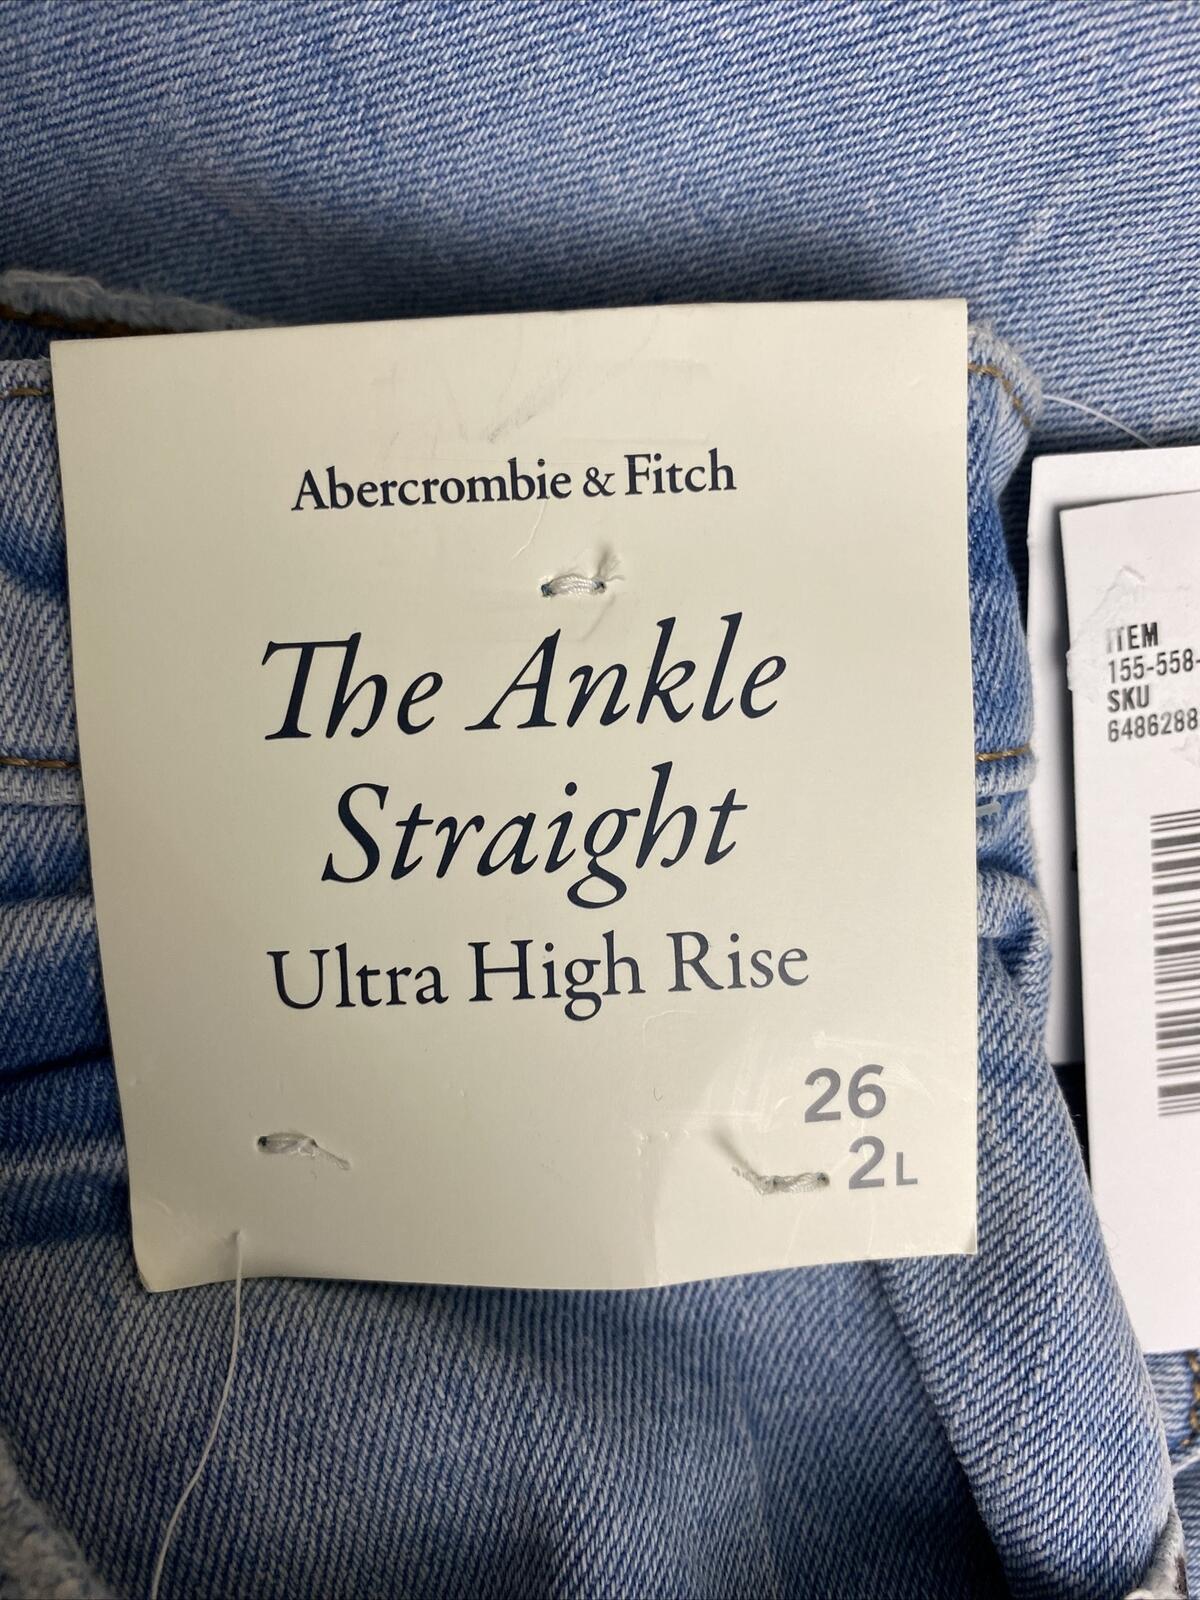 Abercrombie & Fitch
The Ankle
Straight
Ultra High Rise
26
2L
ITEM
155-558-
SKU
6486288